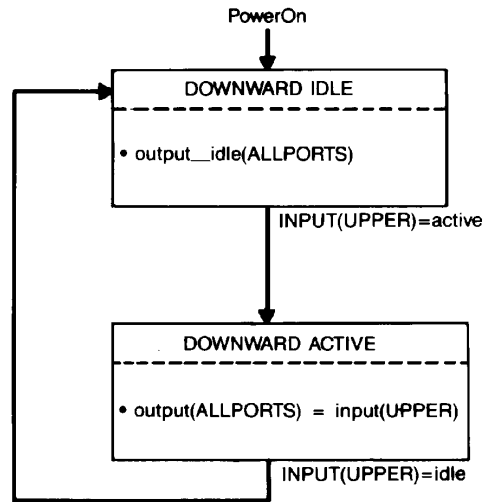 PowerOn
DOWNWARD IDLE
• output__idle(ALLPORTS)
INPUT(UPPER)=active
DOWNWARD ACTIVE
• output(ALLPORTS) = input(UPPER)
INPUT(UPPER)=idle